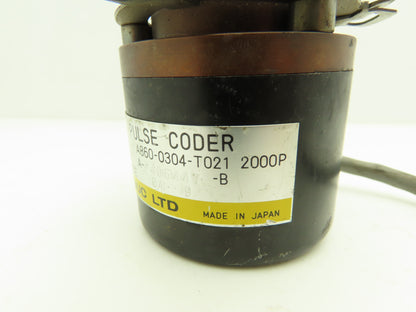 PULSE CODER
A860-0304-T021 2000P
-B
LTD
MADE IN JAPAN